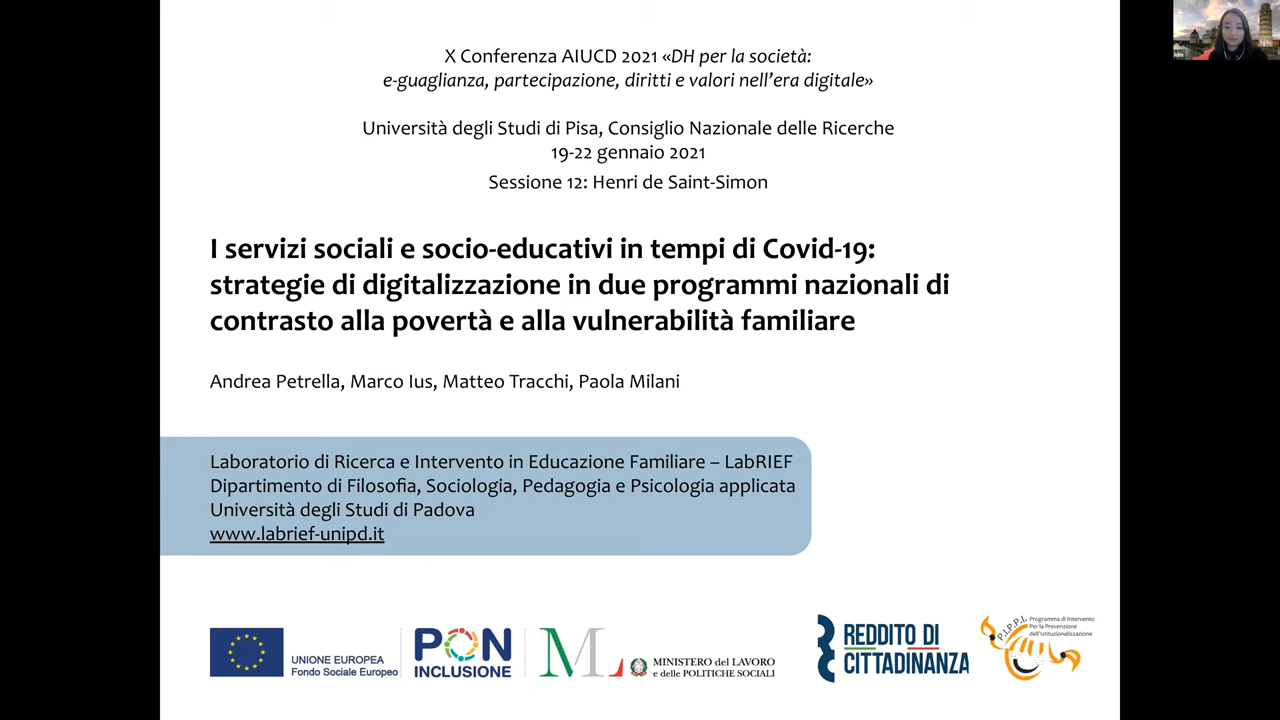 X Conferenza AIUCD 2021 «DH per la società:
e-guaglianza, partecipazione, diritti e valori nell'era digitale»
Università degli Studi di Pisa, Consiglio Nazionale delle Ricerche
19-22 gennaio 2021
Sessione 12: Henri de Saint-Simon
I servizi sociali e socio-educativi in tempi di Covid-19:
strategie di digitalizzazione in due programmi nazionali di
contrasto alla povertà e alla vulnerabilità familiare
Andrea Petrella, Marco Ius, Matteo Tracchi, Paola Milani
Laboratorio di Ricerca e Intervento in Educazione Familiare – LabRIEF
Dipartimento di Filosofia, Sociologia, Pedagogia e Psicologia applicata
Università degli Studi di Padova
www.labrief-unipd.it
UNIONE EUROPEA
Fondo Sociale Europeo
PON
INCLUSIONE
ML
MINISTERO del LAVORO
e delle POLITICHE SOCIALI
REDDITO DI
CITTADINANZA
P.I.P.P.I.
Programma di Intervento
Per la Prevenzione
dell'Istituzionalizzazione